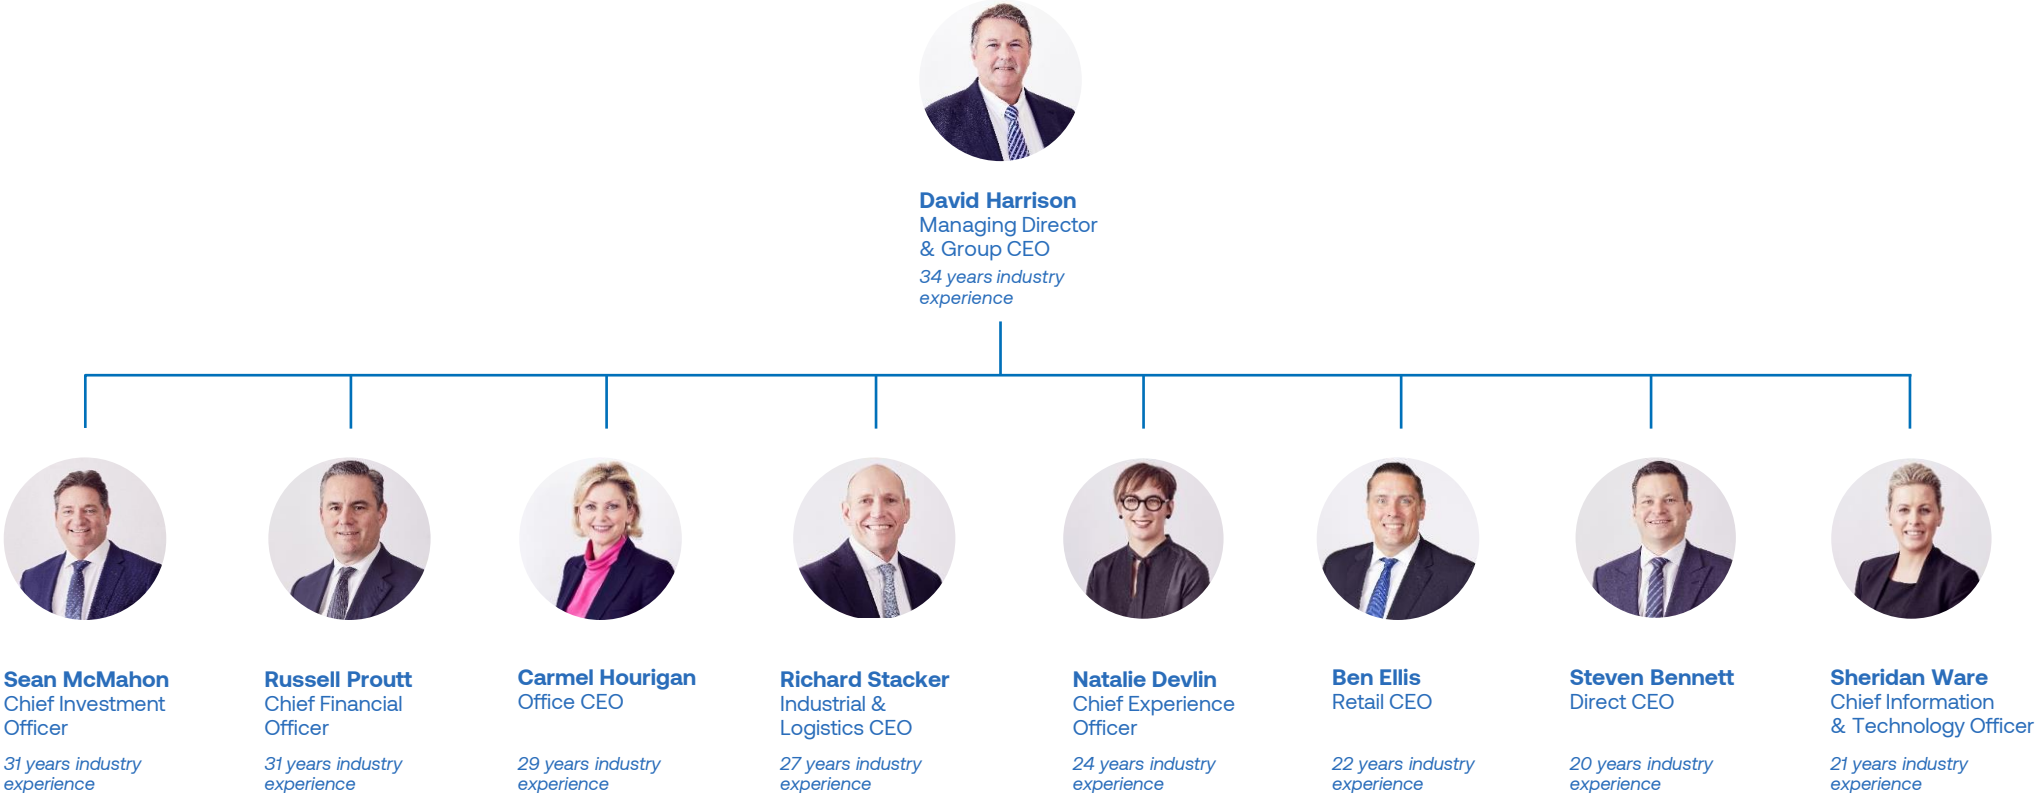 David Harrison
Managing Director
& Group CEO
34 years industry
experience
Sean McMahon
Chief Investment
Officer
31 years industry
experience
Russell Proutt
Chief Financial
Officer
31 years industry
experience
Carmel Hourigan
Office CEO
29 years industry
experience
Richard Stacker
Industrial &
Logistics CEO
27 years industry
experience
Natalie Devlin
Chief Experience
Officer
24 years industry
experience
Ben Ellis
Retail CEO
22 years industry
experience
Steven Bennett
Direct CEO
20 years industry
experience
Sheridan Ware
Chief Information
& Technology Officer
21 years industry
experience